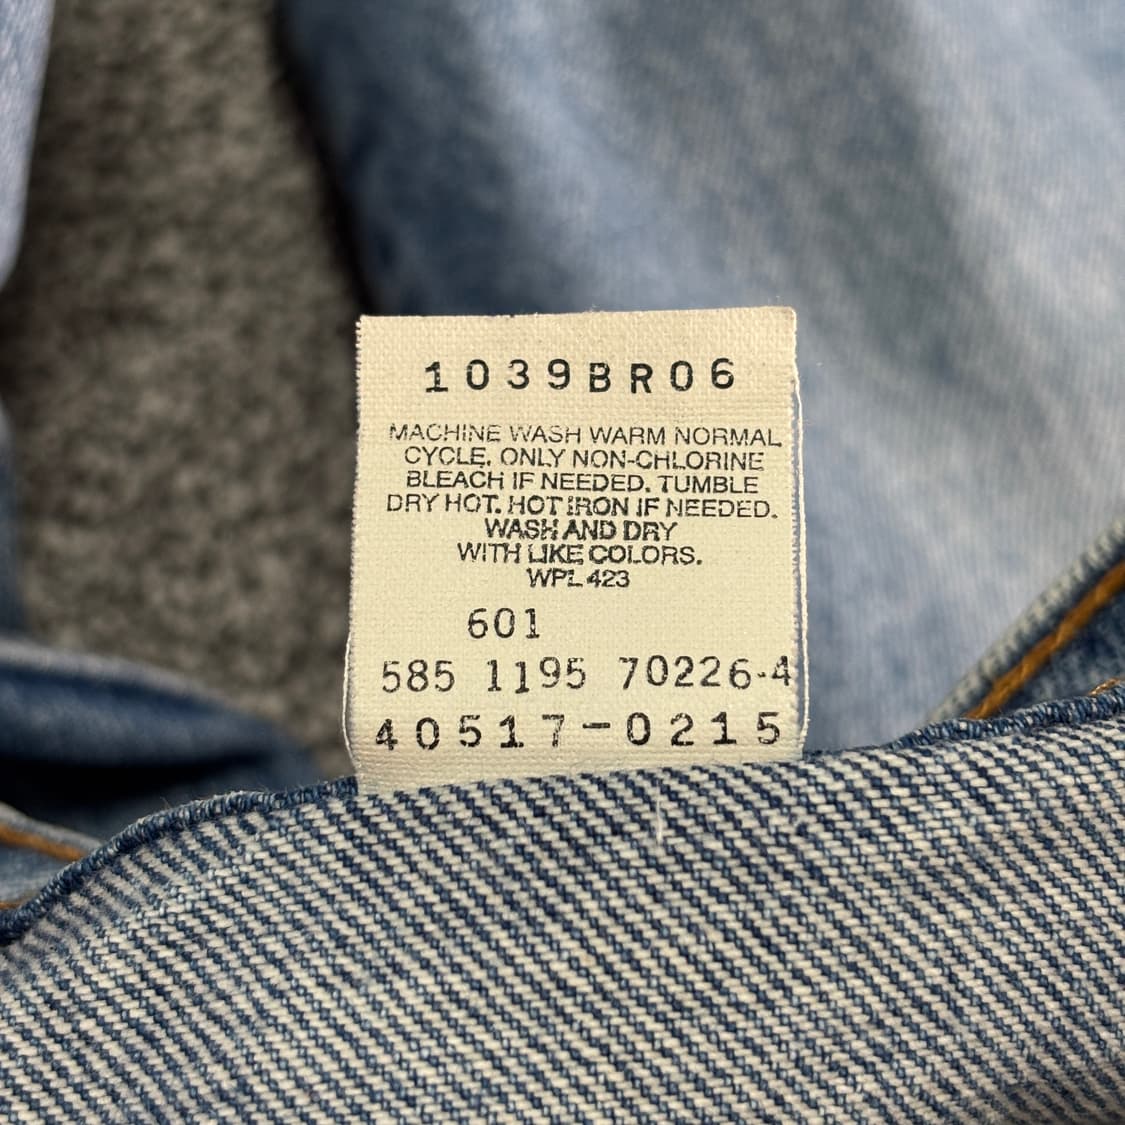 1039BR06
MACHINE WASH WARM NORMAL
CYCLE. ONLY NON-CHLORINE
BLEACH IF NEEDED. TUMBLE
DRY HOT. HOT IRON IF NEEDED.
WASH AND DRY
WITH LIKE COLORS.
WPL 423
601
585 1195 70226-4
40517-0215